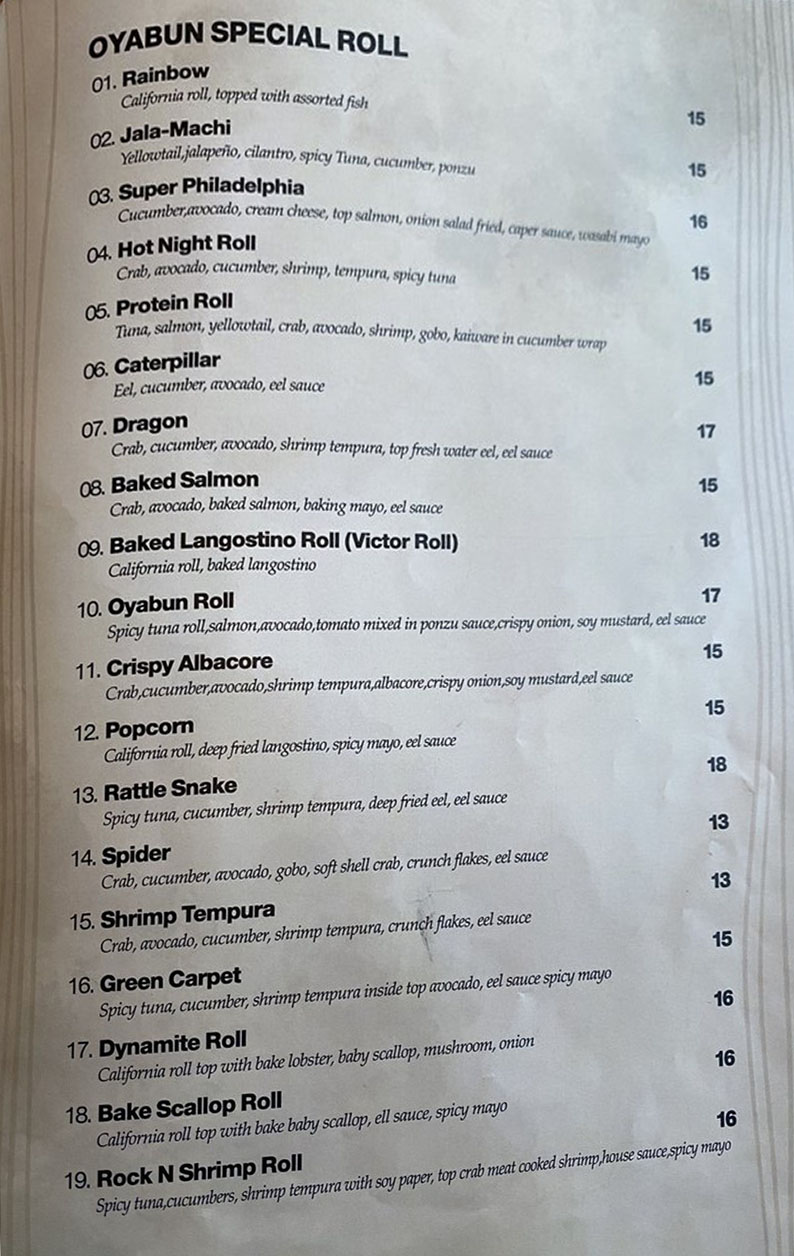 OYABUN SPECIAL ROLL
01. Rainbow 15
California roll, topped with assorted fish
02. Jala-Machi 15
Yellowtail,jalapeño, cilantro, spicy Tuna, cucumber, ponzu
03. Super Philadelphia 16
Cucumber,avocado, cream cheese, top salmon, onion salad fried, caper sauce, wasabi mayo
04. Hot Night Roll 15
Crab, avocado, cucumber, shrimp, tempura, spicy tuna
05. Protein Roll 15
Tuna, salmon, yellowtail, crab, avocado, shrimp, gobo, kaiware in cucumber wrap
06. Caterpillar 15
Eel, cucumber, avocado, eel sauce
07. Dragon 17
Crab, cucumber, avocado, shrimp tempura, top fresh water eel, eel sauce
08. Baked Salmon 15
Crab, avocado, baked salmon, baking mayo, eel sauce
09. Baked Langostino Roll (Victor Roll) 18
California roll, baked langostino
10. Oyabun Roll 17
Spicy tuna roll,salmon,avocado,tomato mixed in ponzu sauce,crispy onion, soy mustard, eel sauce
11. Crispy Albacore 15
Crab,cucumber,avocado,shrimp tempura,albacore,crispy onion,soy mustard,eel sauce
12. Popcorn 15
California roll, deep fried langostino, spicy mayo, eel sauce
13. Rattle Snake 18
Spicy tuna, cucumber, shrimp tempura, deep fried eel, eel sauce
14. Spider 13
Crab, cucumber, avocado, gobo, soft shell crab, crunch flakes, eel sauce
15. Shrimp Tempura 13
Crab, avocado, cucumber, shrimp tempura, crunch flakes, eel sauce
16. Green Carpet 15
Spicy tuna, cucumber, shrimp tempura inside top avocado, eel sauce spicy mayo
17. Dynamite Roll 16
California roll top with bake lobster, baby scallop, mushroom, onion
18. Bake Scallop Roll 16
California roll top with bake baby scallop, ell sauce, spicy mayo
19. Rock N Shrimp Roll 16
Spicy tuna,cucumbers, shrimp tempura with soy paper, top crab meat cooked shrimp,house sauce,spicy mayo